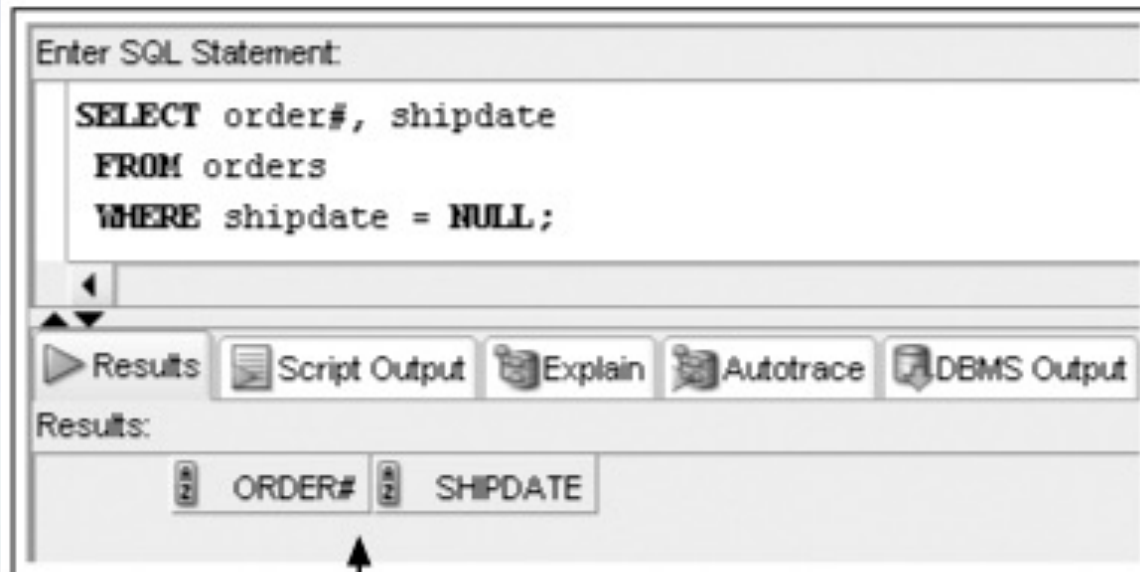 Enter SQL Statement:
SELECT order#, shipdate
FROM orders
WHERE shipdate = NULL;
Results Script Output Explain Autotrace DBMS Output
Results:
ORDER# SHIPDATE